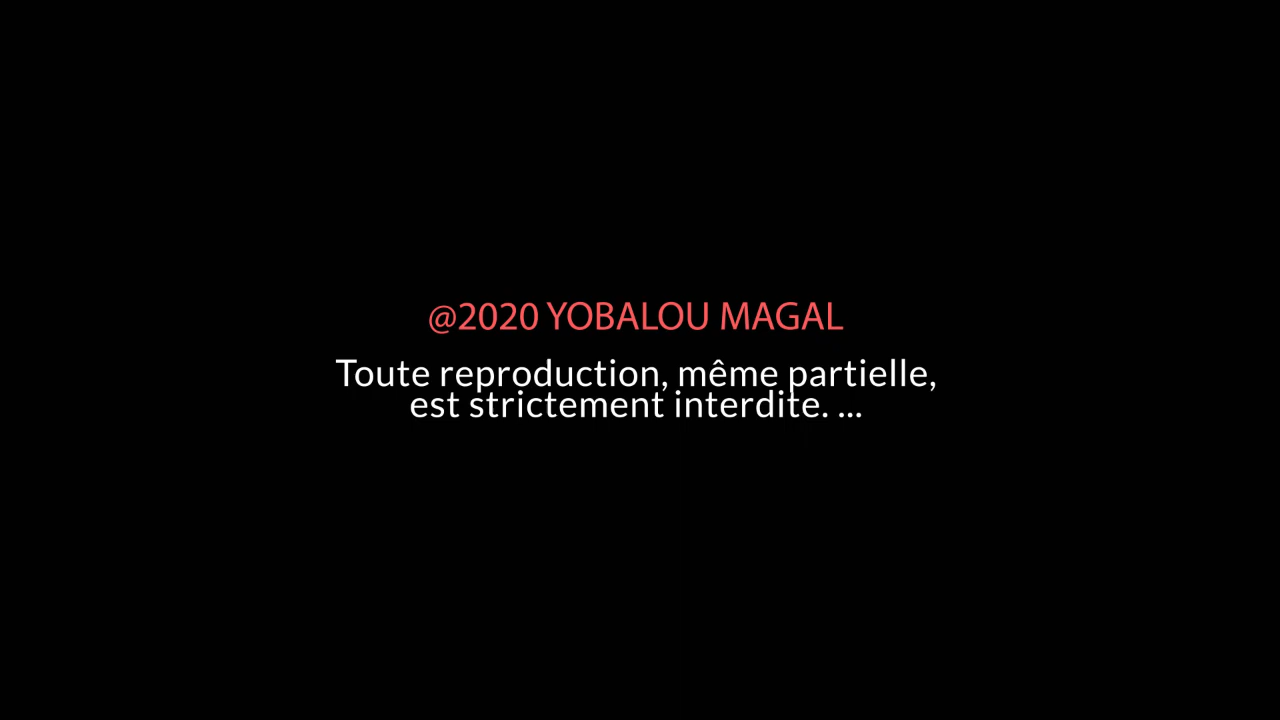 @2020 YOBALOU MAGAL
Toute reproduction, même partielle,
est strictement interdite. ...